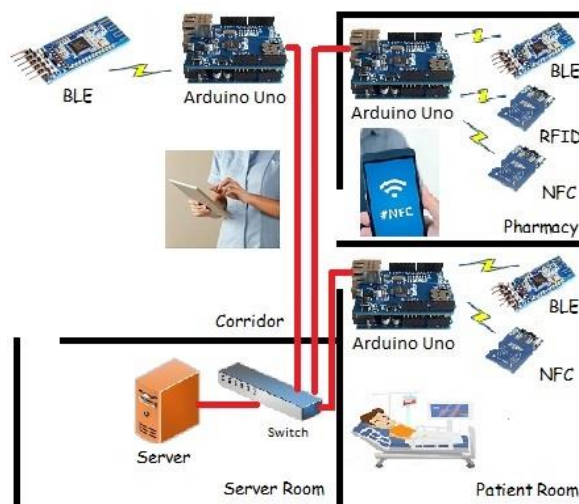 BLE
Arduino Uno
Arduino Uno
BLE
RFID
NFC
#NFC
Pharmacy
Corridor
Arduino Uno
BLE
NFC
Server
Switch
Server Room
Patient Room